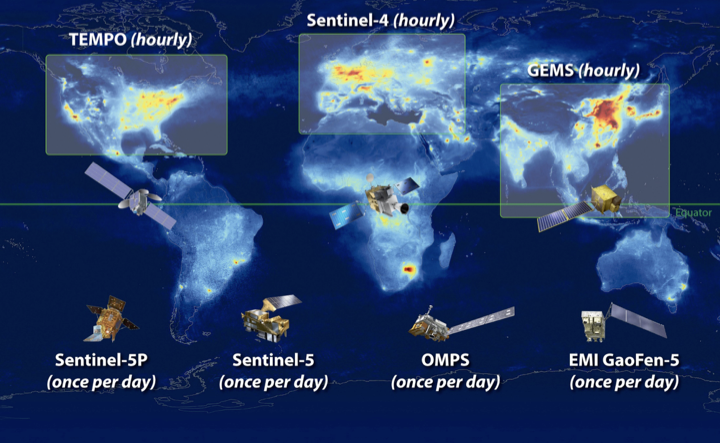 Sentinel-4 (hourly)
TEMPO (hourly)
GEMS (hourly)
Equator
Sentinel-5P
(once per day)
Sentinel-5
(once per day)
OMPS
(once per day)
EMI GaoFen-5
(once per day)